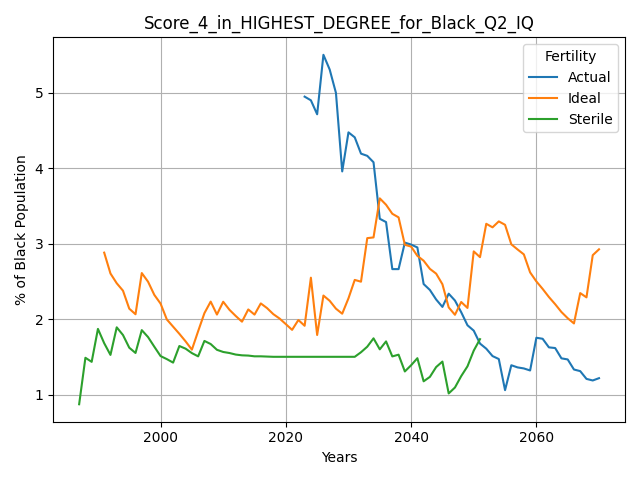 Score_4_in_HIGHEST_DEGREE_for_Black_Q2_IQ
Fertility
Actual
Ideal
Sterile
% of Black Population
5
4
3
2
1
2000 2020 2040 2060
Years